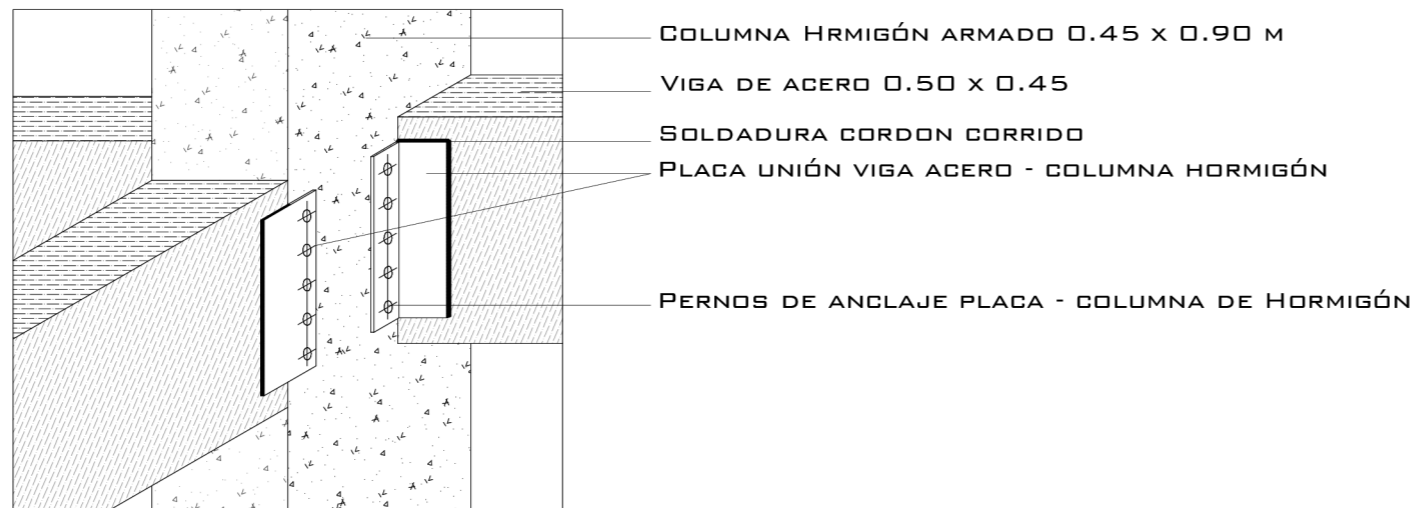 Columna Hrmigón armado 0.45 x 0.90 m
Viga de acero 0.50 x 0.45
Soldadura cordon corrido
Placa unión viga acero - columna hormigón
Pernos de anclaje placa - columna de Hormigón